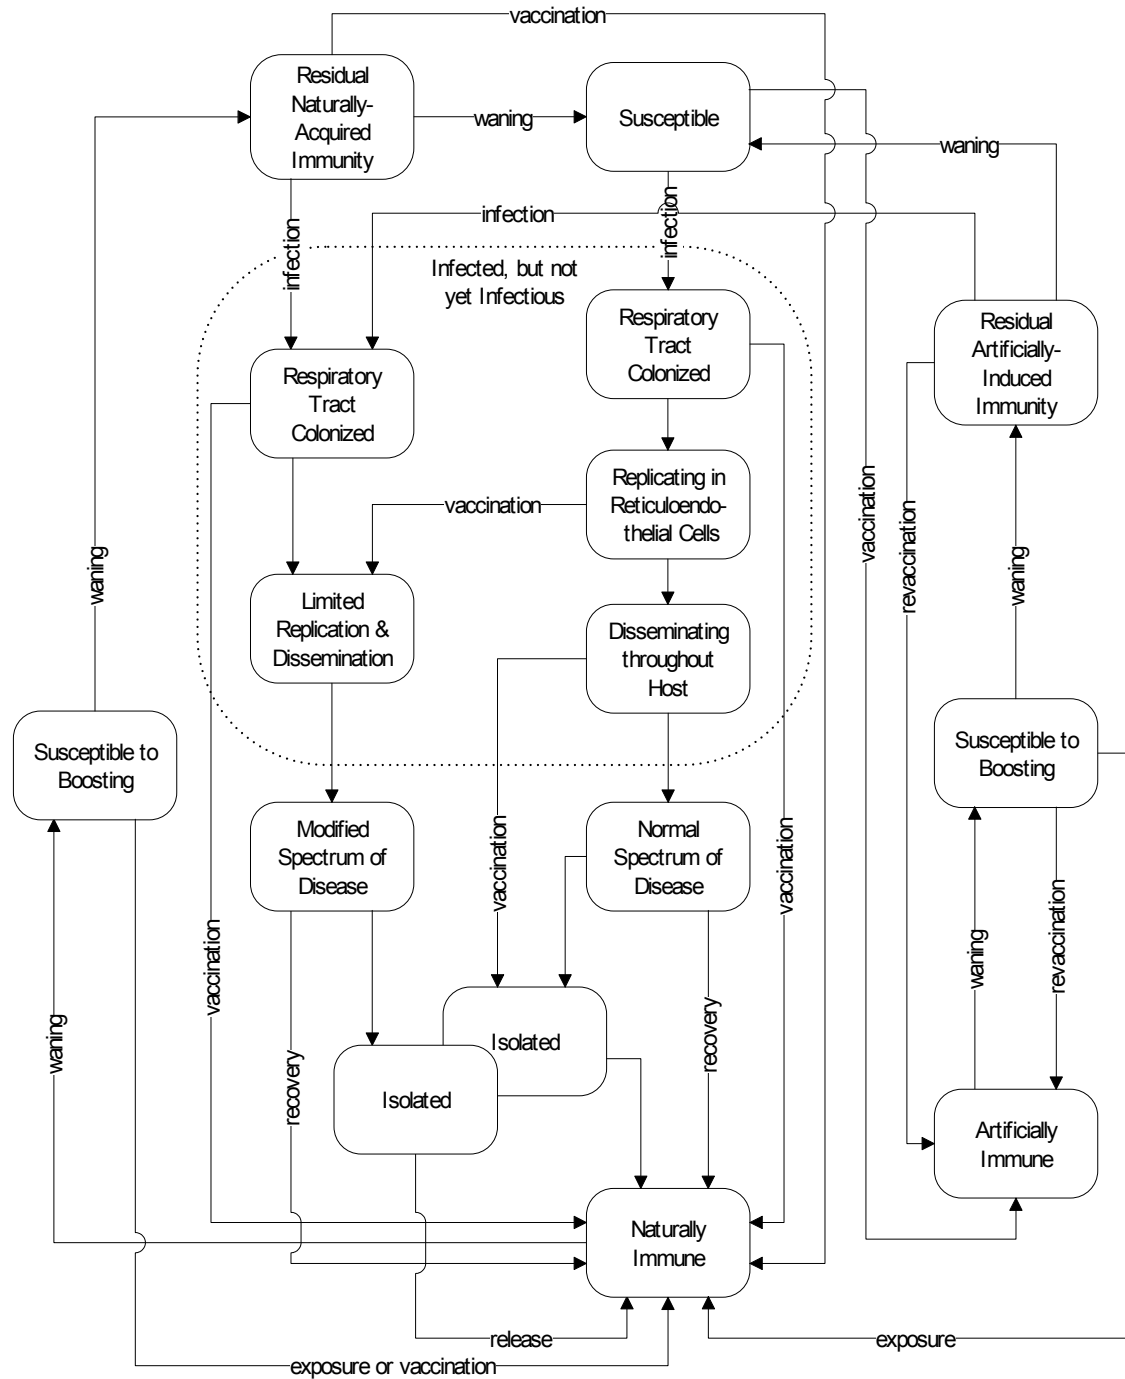 vaccination
Residual
Naturally-
Acquired
Immunity
waning
Susceptible
waning
infection
infection
infection
Infected, but not
yet Infectious
Respiratory
Tract
Colonized
Residual
Artificially-
Induced
Immunity
Respiratory
Tract
Colonized
Replicating in
Reticuloendo-
thelial Cells
vaccination
vaccination
revaccination
waning
waning
Limited
Replication &
Dissemination
Disseminating
throughout
Host
Susceptible to
Boosting
Susceptible to
Boosting
Modified
Spectrum of
Disease
Normal
Spectrum of
Disease
vaccination
vaccination
vaccination
waning
revaccination
waning
recovery
recovery
Isolated
Isolated
Artificially
Immune
Naturally
Immune
release
exposure
exposure or vaccination